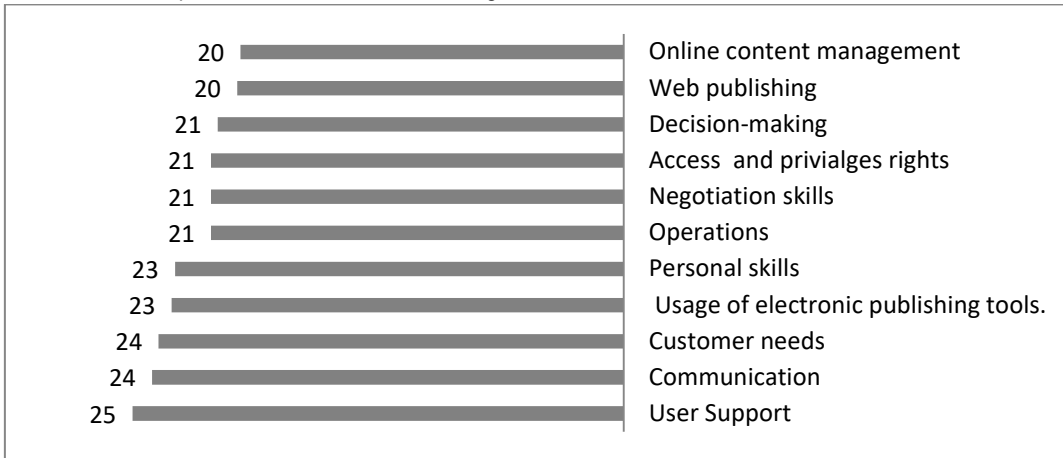 20 Online content management
20 Web publishing
21 Decision-making
21 Access and privialges rights
21 Negotiation skills
21 Operations
23 Personal skills
23 Usage of electronic publishing tools.
24 Customer needs
24 Communication
25 User Support